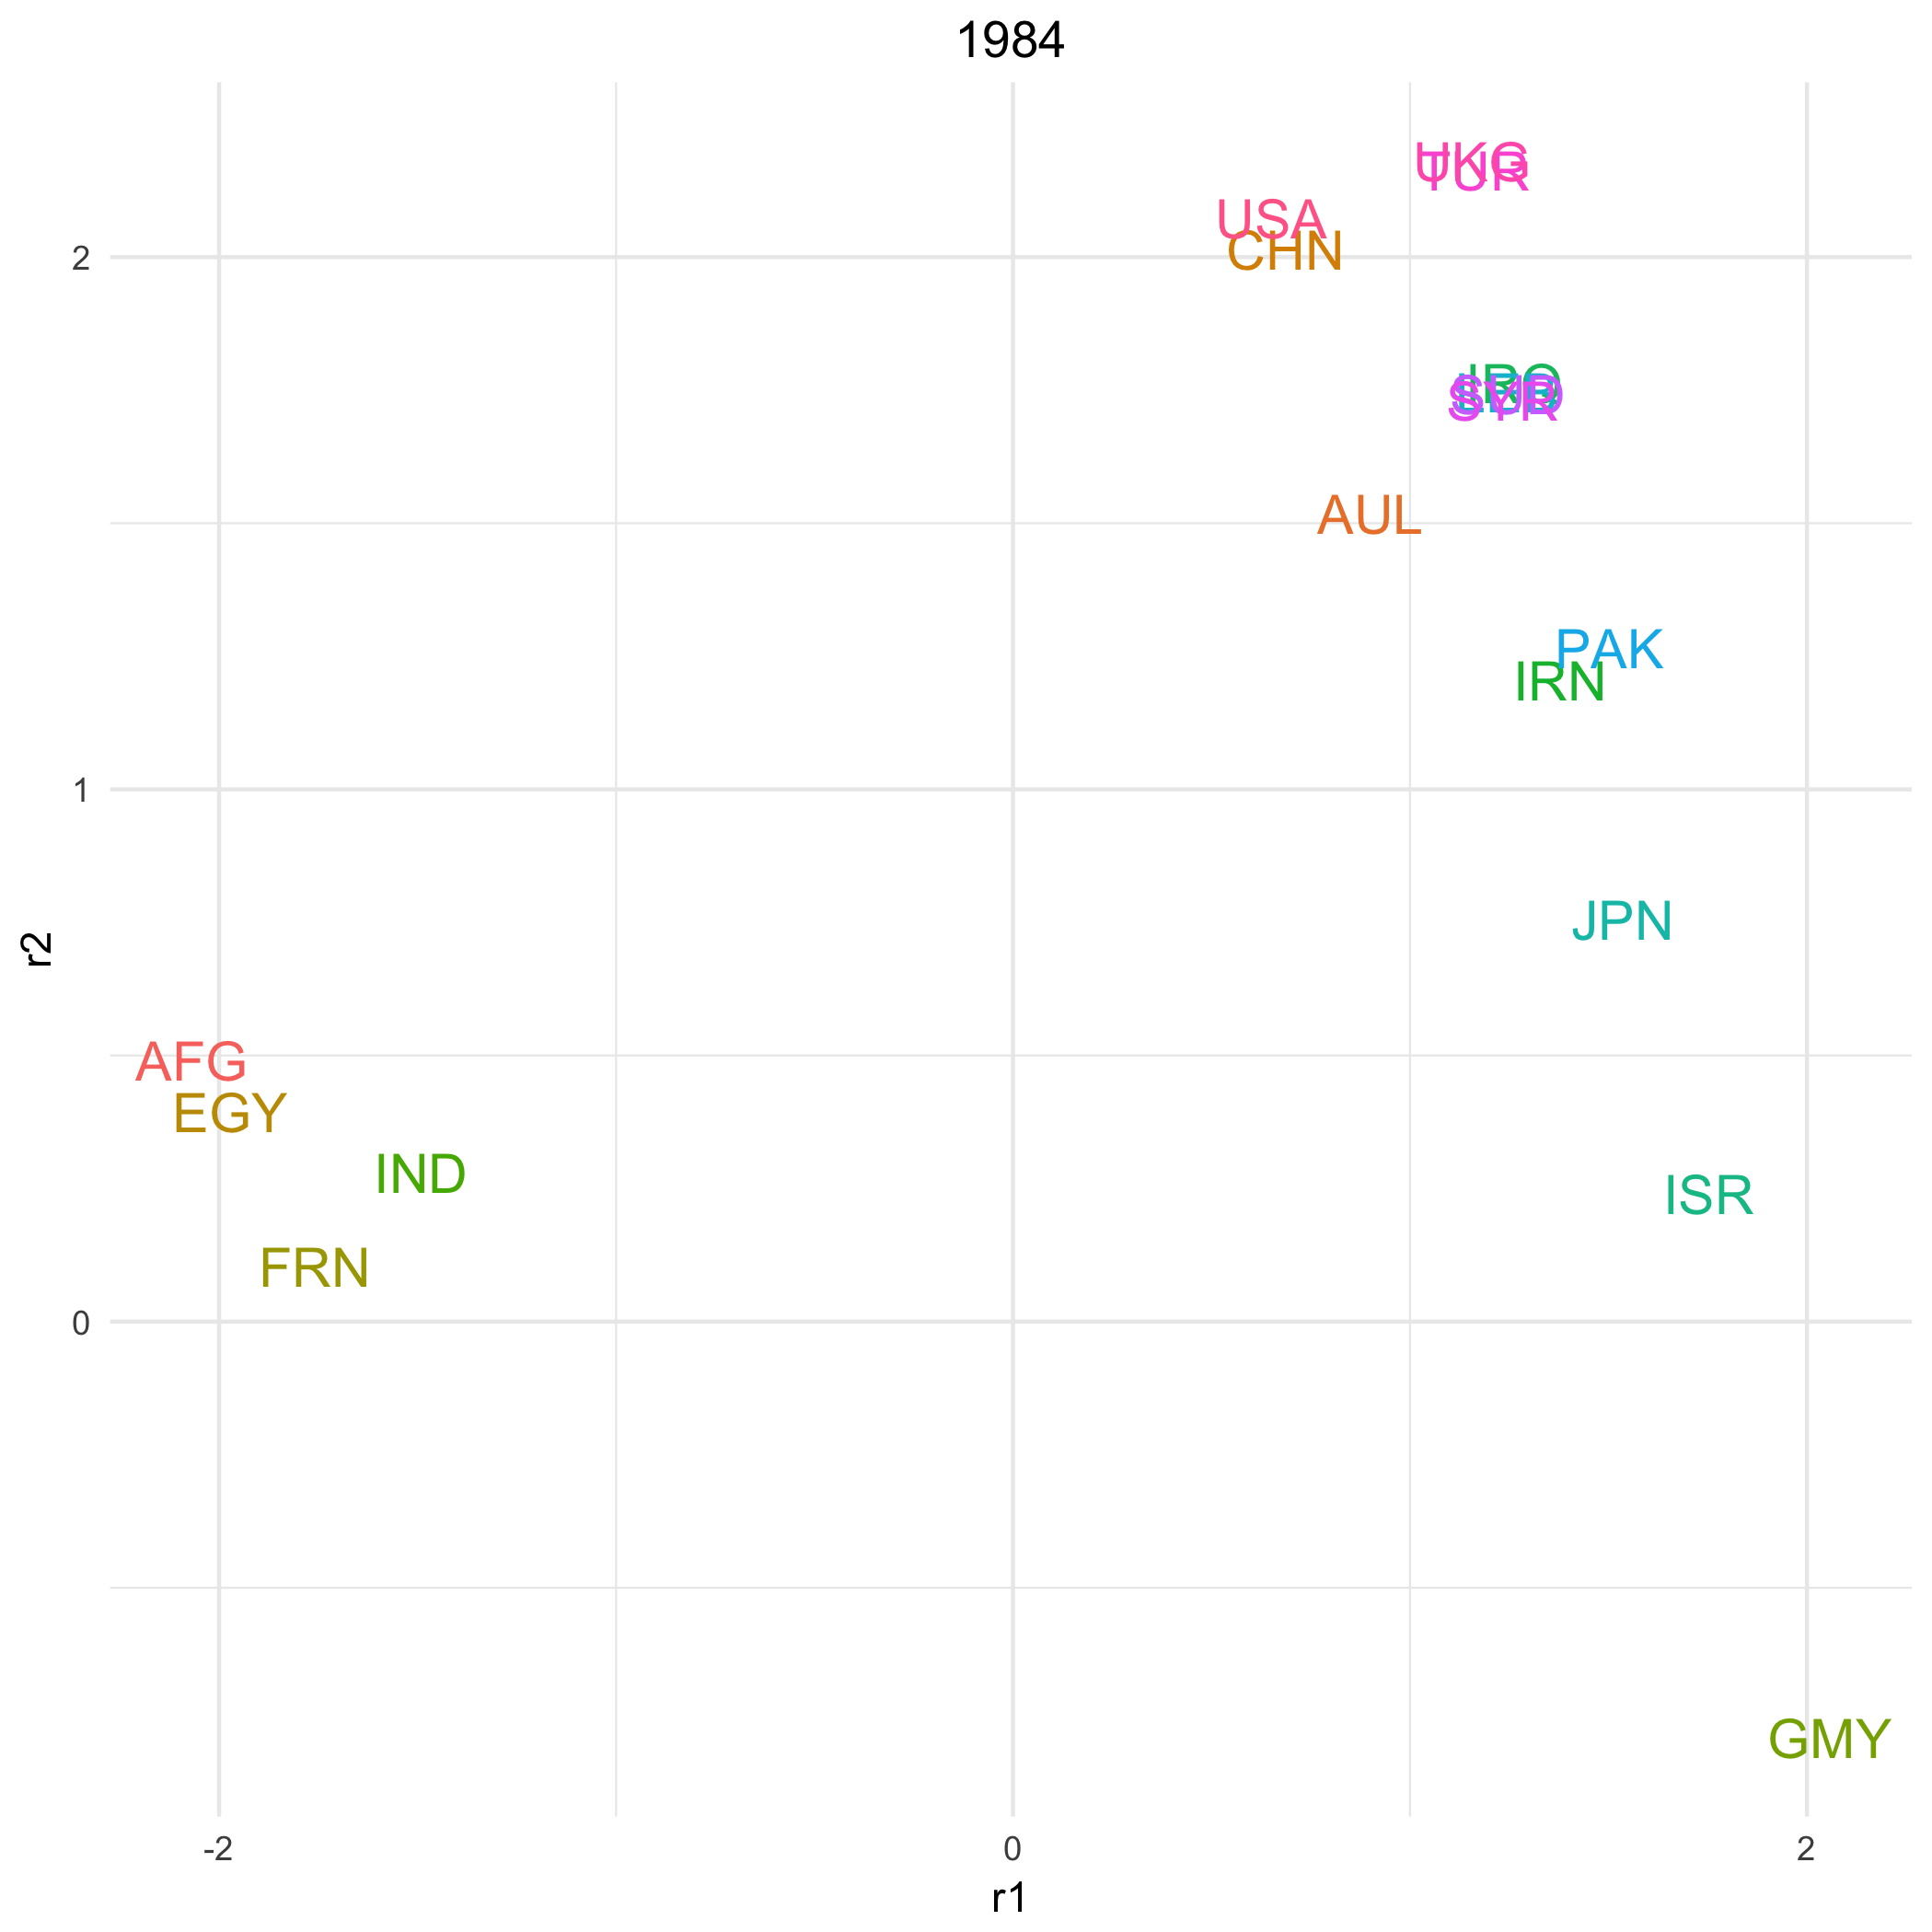 1984
UKG
TUR
USA
CHN
2
IRQ
SYR
AUL
PAK
IRN
1
JPN
r2
AFG
EGY
IND
ISR
FRN
0
GMY
-2
0
2
r1